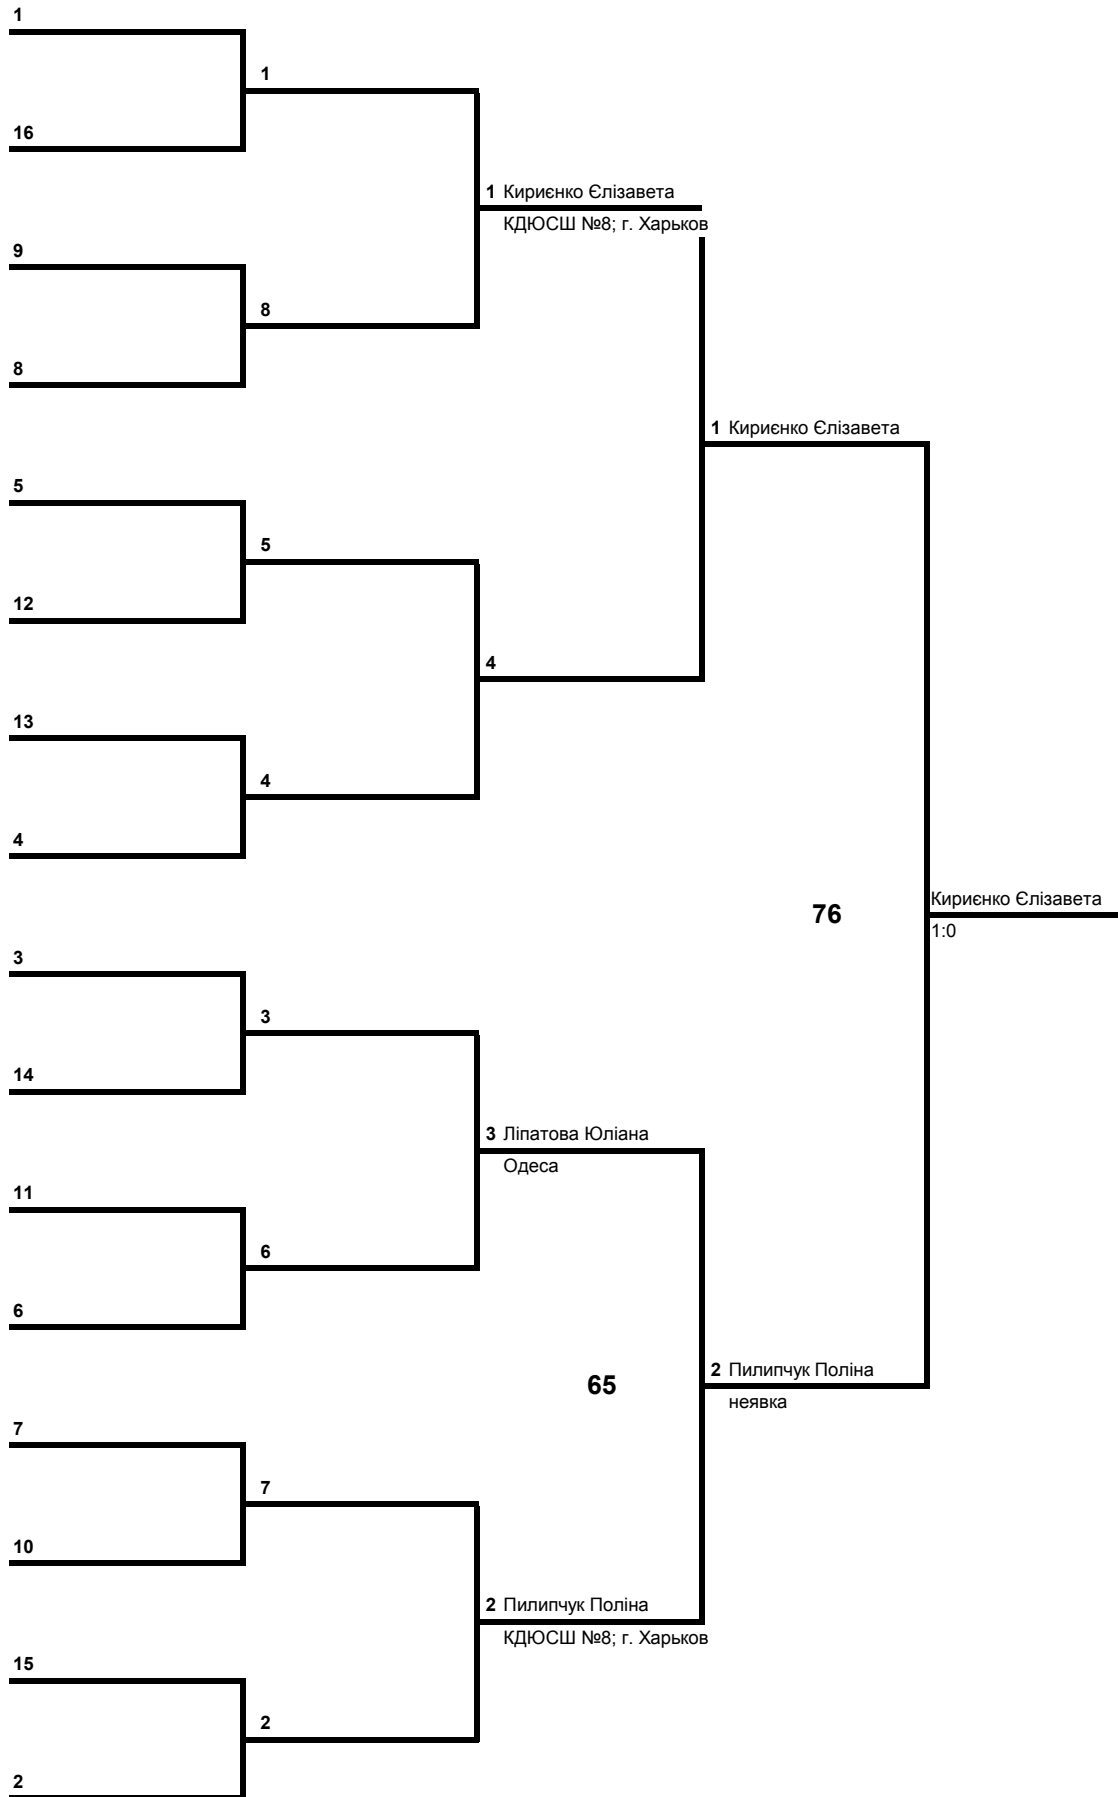 1
1
16
1 Кириєнко Єлізавета
КДЮСШ №8; г. Харьков
9
8
8
1 Кириєнко Єлізавета
5
5
12
4
13
4
4
76
Кириєнко Єлізавета
1:0
3
3
14
3 Ліпатова Юліана
Одеса
11
6
6
65
2 Пилипчук Поліна
неявка
7
7
10
2 Пилипчук Поліна
КДЮСШ №8; г. Харьков
15
2
2